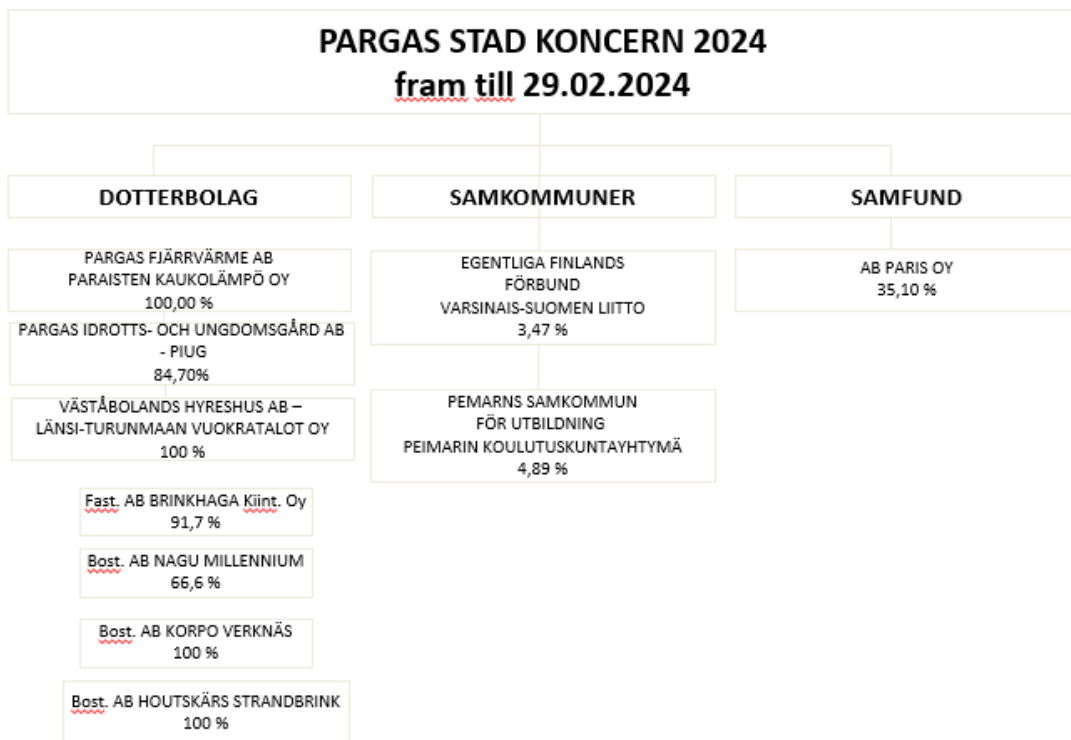 PARGAS STAD KONCERN 2024
fram till 29.02.2024
DOTTERBOLAG
PARGAS FJÄRRVÄRME AB
PARAISTEN KAUKOLÄMPÖ OY
100,00 %
PARGAS IDROTTS- OCH UNGDOMSGÅRD AB
- PIUG
84,70%
VÄSTÅBOLANDS HYRESHUS AB –
LÄNSI-TURUNMAAN VUOKRATALOT OY
100 %
Fast. AB BRINKHAGA Kiint. Oy
91,7 %
Bost. AB NAGU MILLENNIUM
66,6 %
Bost. AB KORPO VERKNÄS
100 %
Bost. AB HOUTSKÄRS STRANDBRINK
100 %
SAMKOMMUNER
EGENTLIGA FINLANDS
FÖRBUND
VARSINAIS-SUOMEN LIITTO
3,47 %
PEMARNS SAMKOMMUN
FÖR UTBILDNING
PEIMARIN KOULUTUSKUNTAYHTYMÄ
4,89 %
SAMFUND
AB PARIS OY
35,10 %